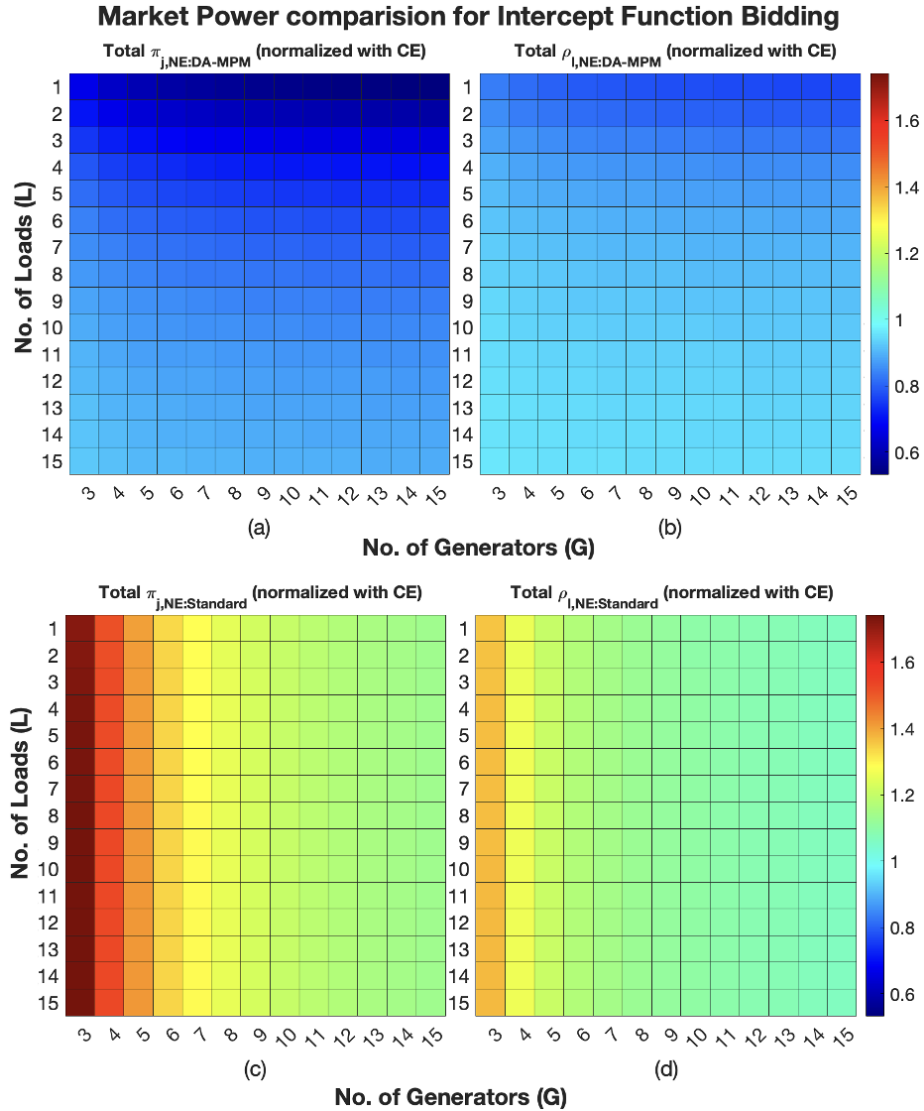 Market Power comparision for Intercept Function Bidding
Total π j,NE:DA-MPM (normalized with CE)
Total ρ l,NE:DA-MPM (normalized with CE)
No. of Loads (L)
1
2
3
4
5
6
7
8
9
10
11
12
13
14
15
3 4 5 6 7 8 9 10 11 12 13 14 15
3 4 5 6 7 8 9 10 11 12 13 14 15
1.6
1.4
1.2
1
0.8
0.6
(a)
(b)
No. of Generators (G)
Total π j,NE:Standard (normalized with CE)
Total ρ l,NE:Standard (normalized with CE)
No. of Loads (L)
1
2
3
4
5
6
7
8
9
10
11
12
13
14
15
3 4 5 6 7 8 9 10 11 12 13 14 15
3 4 5 6 7 8 9 10 11 12 13 14 15
1.6
1.4
1.2
1
0.8
0.6
(c)
(d)
No. of Generators (G)